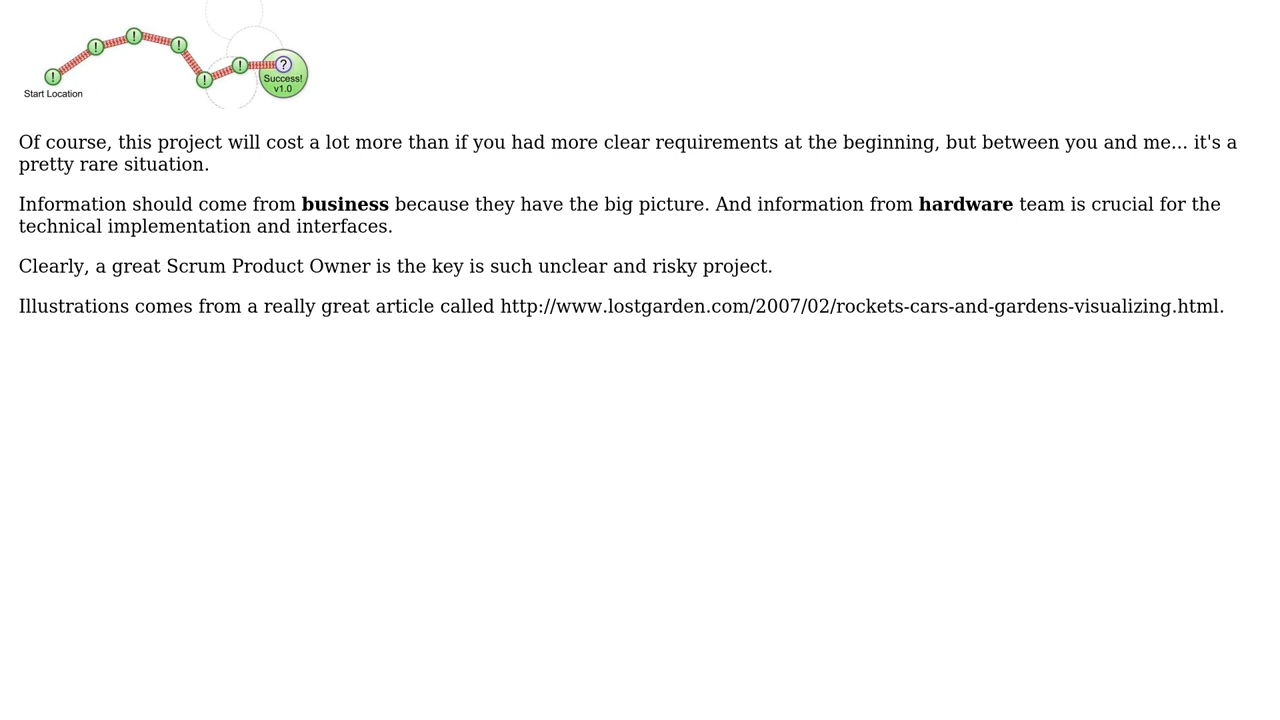 ! ! ! ! ! ! ?
Success!
v1.0
Start Location
Of course, this project will cost a lot more than if you had more clear requirements at the beginning, but between you and me... it's a
pretty rare situation.
Information should come from business because they have the big picture. And information from hardware team is crucial for the
technical implementation and interfaces.
Clearly, a great Scrum Product Owner is the key is such unclear and risky project.
Illustrations comes from a really great article called http://www.lostgarden.com/2007/02/rockets-cars-and-gardens-visualizing.html.